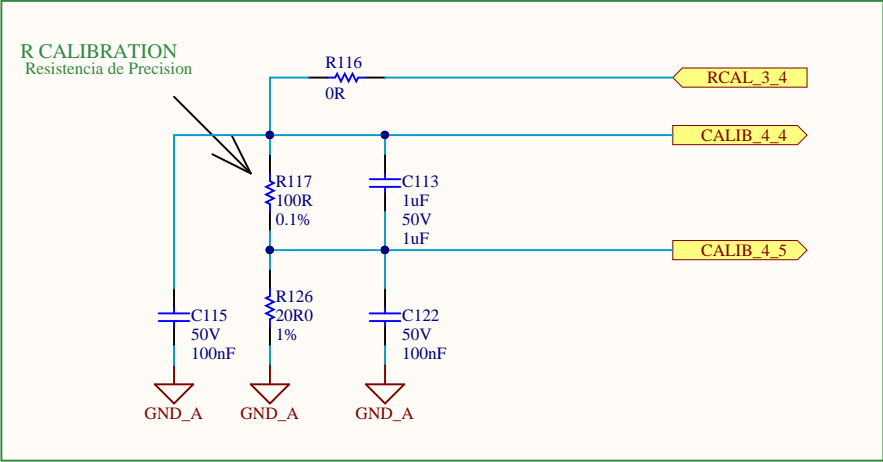 R CALIBRATION
Resistencia de Precision
R116
0R
RCAL_3_4
CALIB_4_4
R117
100R
0.1%
C113
1uF
50V
1uF
CALIB_4_5
C115
50V
100nF
R126
20R0
1%
C122
50V
100nF
GND_A
GND_A
GND_A